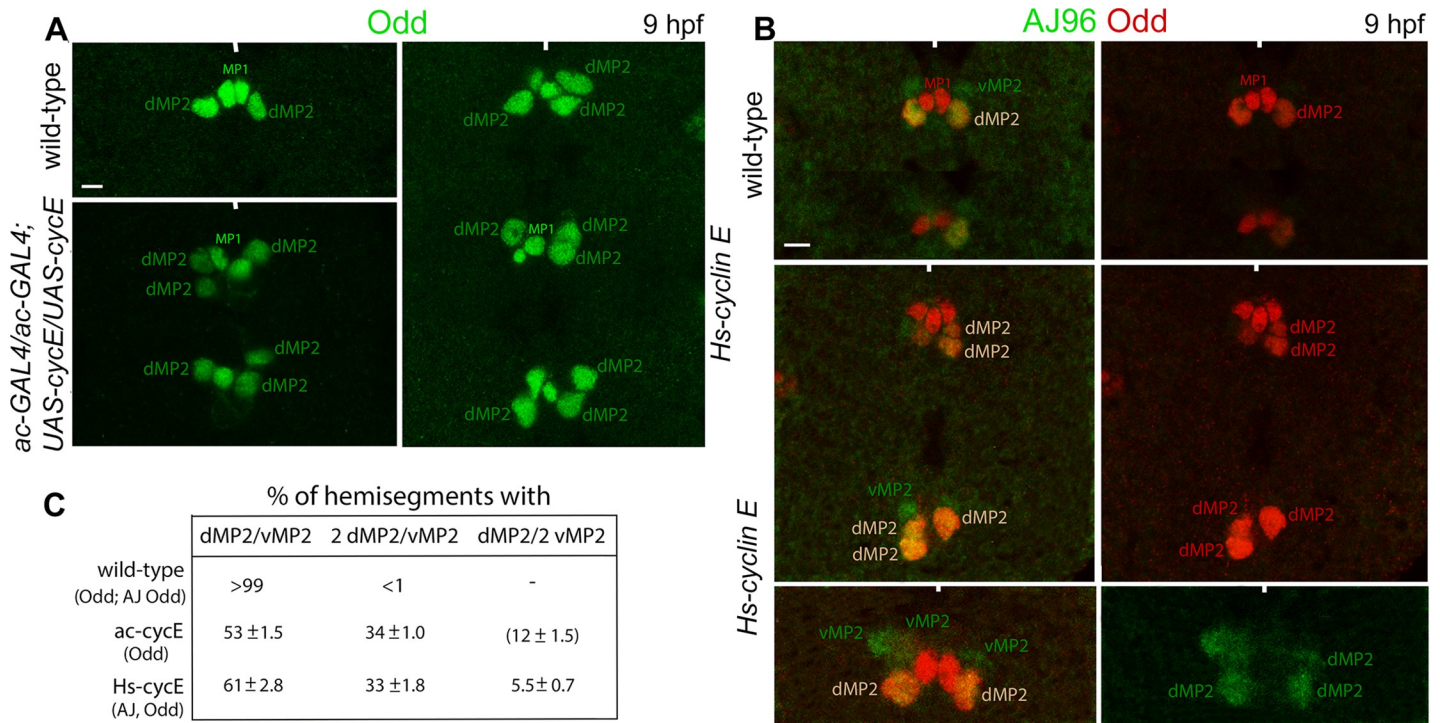 A
Odd
9 hpf
wild-type
MP1
dMP2
dMP2
dMP2
dMP2
dMP2
ac-GAL4/ac-GAL4;
UAS-cycE/UAS-cycE
MP1
dMP2
dMP2
dMP2
dMP2
dMP2
dMP2
dMP2
MP1
dMP2
dMP2
dMP2
dMP2
dMP2
Hs-cyclin E
B
AJ96 Odd
9 hpf
wild-type
MP1
vMP2
dMP2
MP1
dMP2
Hs-cyclin E
dMP2
dMP2
dMP2
dMP2
vMP2
dMP2
dMP2
dMP2
dMP2
dMP2
vMP2
vMP2
vMP2
dMP2
dMP2
dMP2
dMP2
dMP2
C
% of hemisegments with
dMP2/vMP2 2 dMP2/vMP2 dMP2/2 vMP2
wild-type
(Odd; AJ Odd)
>99 <1 -
ac-cycE
(Odd)
53 ±1.5 34 ±1.0 (12 ± 1.5)
Hs-cycE
(AJ, Odd)
61±2.8 33 ±1.8 5.5± 0.7